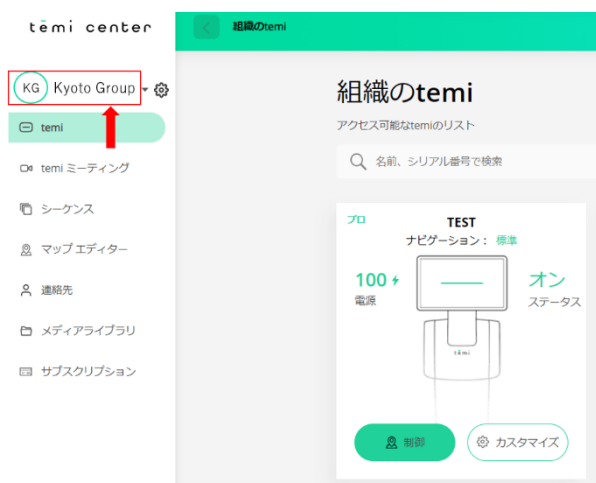 temi center
組織のtemi
KG Kyoto Group
temi
temi ミーティング
シーケンス
マップ エディター
連絡先
メディアライブラリ
サブスクリプション
組織のtemi
アクセス可能なtemiのリスト
名前、シリアル番号で検索
プロ
TEST
ナビゲーション： 標準
100
電源
オン
ステータス
temi
制御
カスタマイズ